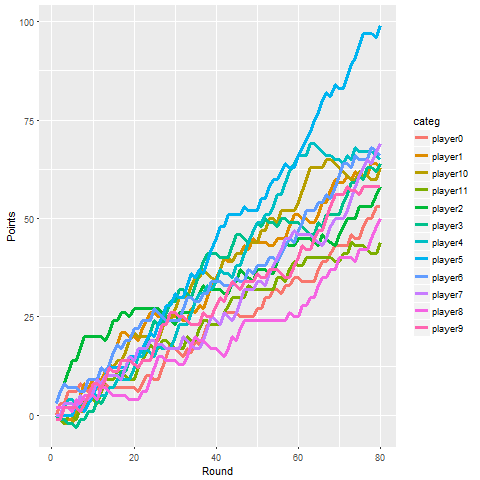 100
75
50
25
0
Points
0
20
40
60
80
Round
categ
player0
player1
player10
player11
player2
player3
player4
player5
player6
player7
player8
player9